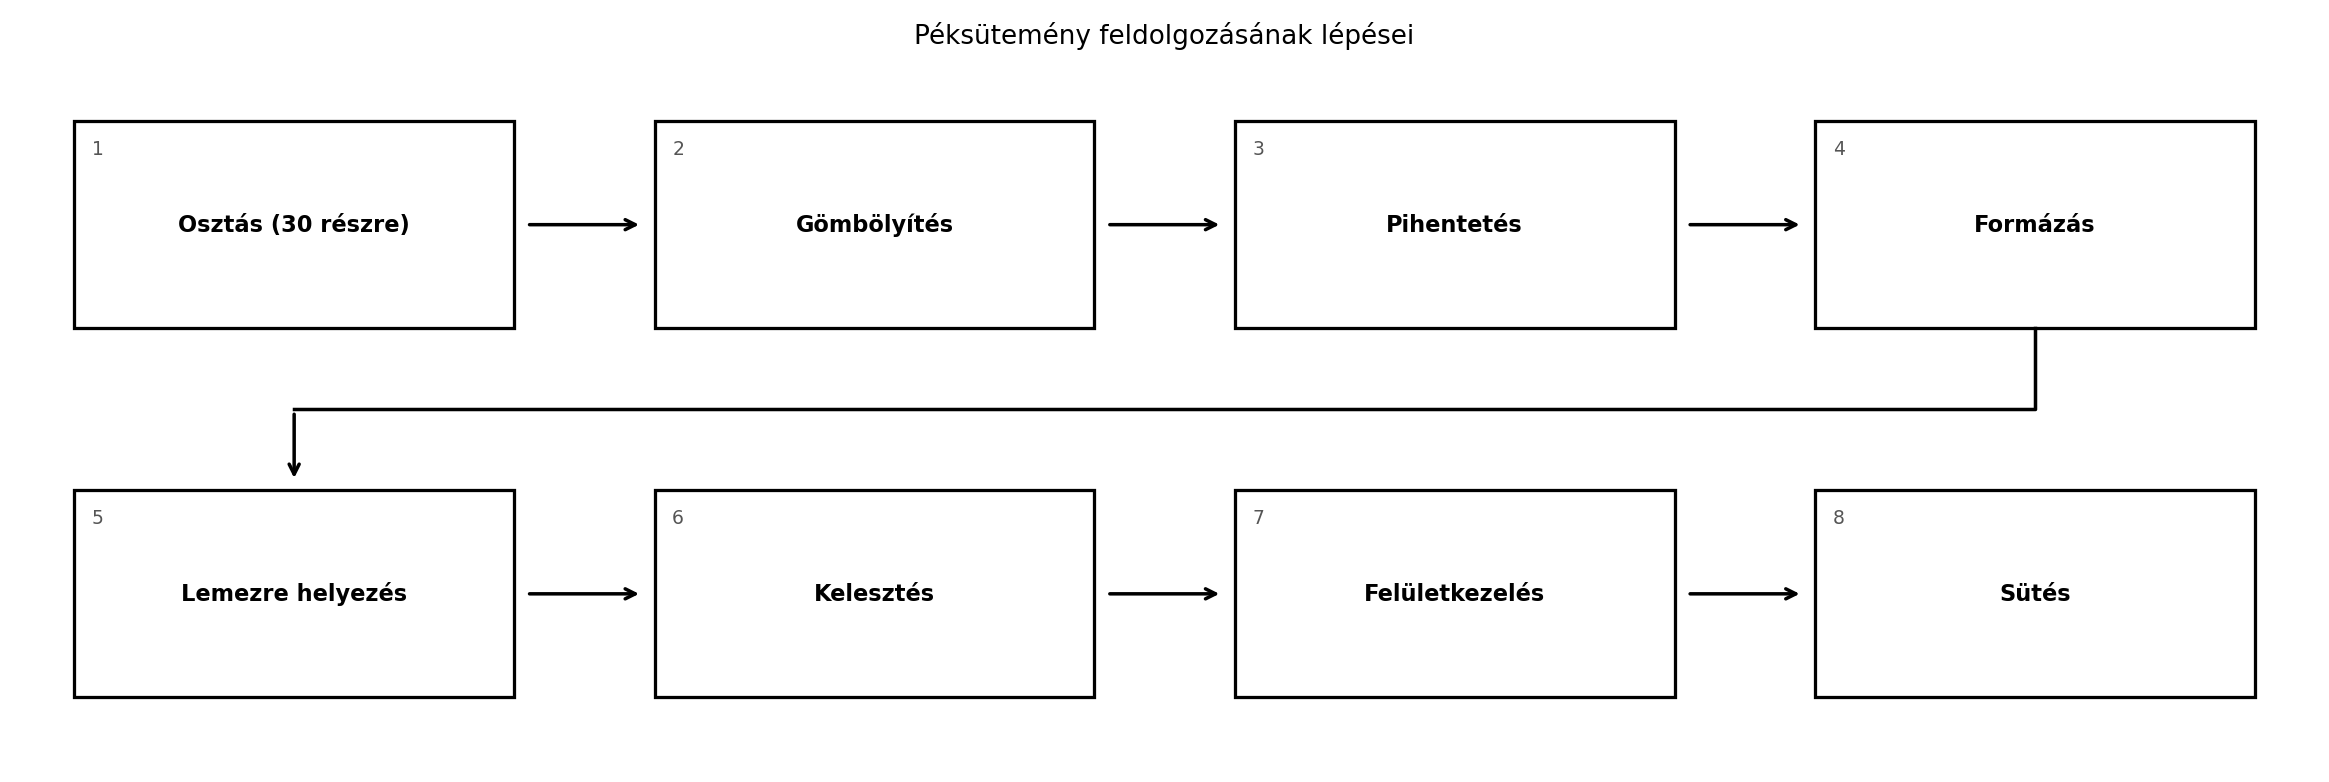 Péksütemény feldolgozásának lépései
1
Osztás (30 részre)
2
Gömbölyítés
3
Pihentetés
4
Formázás
5
Lemezre helyezés
6
Kelesztés
7
Felületkezelés
8
Sütés